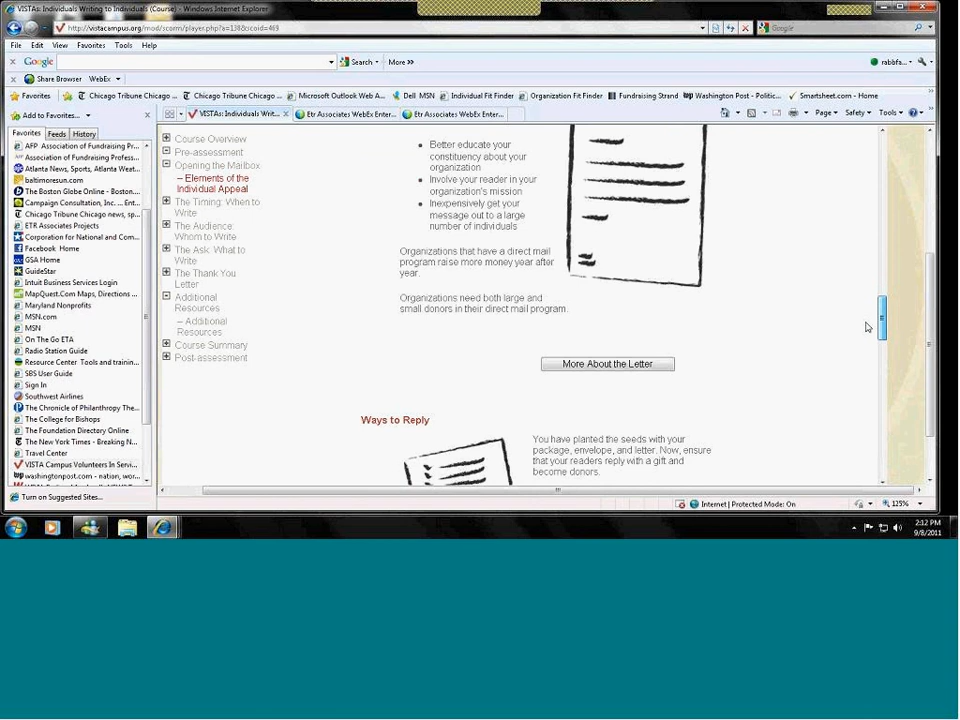 VISTAs: Individuals Writing to Individuals (Course) - Windows Internet Explorer
http://vistacampus.org/mod/scorm/player.php?a=138&scoid=469
Google
File Edit View Favorites Tools Help
Google Search More »
rabbfa...
Share Browser WebEx
Favorites Chicago Tribune Chicago ... Chicago Tribune Chicago ... Microsoft Outlook Web A... Dell MSN Individual Fit Finder Organization Fit Finder Fundraising Strand Washington Post - Politic... Smartsheet.com - Home
Add to Favorites...
VISTAs: Individuals Writ... Etr Associates WebEx Enter... Etr Associates WebEx Enter...
Page Safety Tools
Favorites Feeds History
AFP Association of Fundraising Pr...
Association of Fundraising Profess...
Atlanta News, Sports, Atlanta Weat...
baltimoresun.com
The Boston Globe Online - Boston....
Campaign Consultation, Inc. ... Ent...
Chicago Tribune Chicago news, sp...
ETR Associates Projects
Corporation for National and Com...
Facebook Home
GSA Home
GuideStar
Intuit Business Services Login
MapQuest.Com Maps, Directions ...
Maryland Nonprofits
MSN.com
MSN
On The Go ETA
Radio Station Guide
Resource Center Tools and trainin...
SBS User Guide
Sign In
Southwest Airlines
The Chronicle of Philanthropy The...
The College for Bishops
The Foundation Directory Online
The New York Times - Breaking N...
Travel Center
VISTA Campus Volunteers In Servi...
washingtonpost.com - nation, wor...
Turn on Suggested Sites...
Course Overview
Pre-assessment
Opening the Mailbox
– Elements of the
Individual Appeal
The Timing: When to
Write
The Audience:
Whom to Write
The Ask: What to
Write
The Thank You
Letter
Additional
Resources
– Additional
Resources
Course Summary
Post-assessment
Better educate your
constituency about your
organization
Involve your reader in your
organization's mission
Inexpensively get your
message out to a large
number of individuals
Organizations that have a direct mail
program raise more money year after
year.
Organizations need both large and
small donors in their direct mail program.
More About the Letter
Ways to Reply
You have planted the seeds with your
package, envelope, and letter. Now, ensure
that your readers reply with a gift and
become donors.
Internet | Protected Mode: On
125%
2:12 PM
9/8/2011